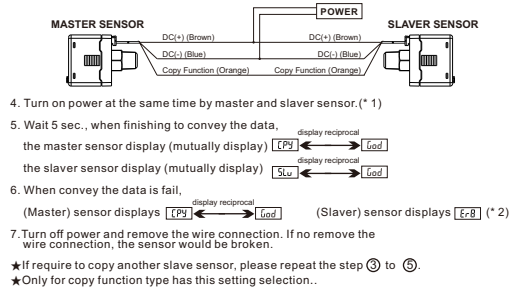 POWER
MASTER SENSOR SLAVER SENSOR
DC(+) (Brown) DC(+) (Brown)
DC(-) (Blue) DC(-) (Blue)
Copy Function (Orange) Copy Function (Orange)
4. Turn on power at the same time by master and slaver sensor.(* 1)
5. Wait 5 sec., when finishing to convey the data,
display reciprocal
the master sensor display (mutually display) CPY God
display reciprocal
the slaver sensor display (mutually display) SLv God
6. When convey the data is fail,
display reciprocal
(Master) sensor displays CPY God (Slaver) sensor displays Er8 (* 2)
7.Turn off power and remove the wire connection. If no remove the
wire connection, the sensor would be broken.
★If require to copy another slave sensor, please repeat the step ③ to ⑤.
★Only for copy function type has this setting selection..